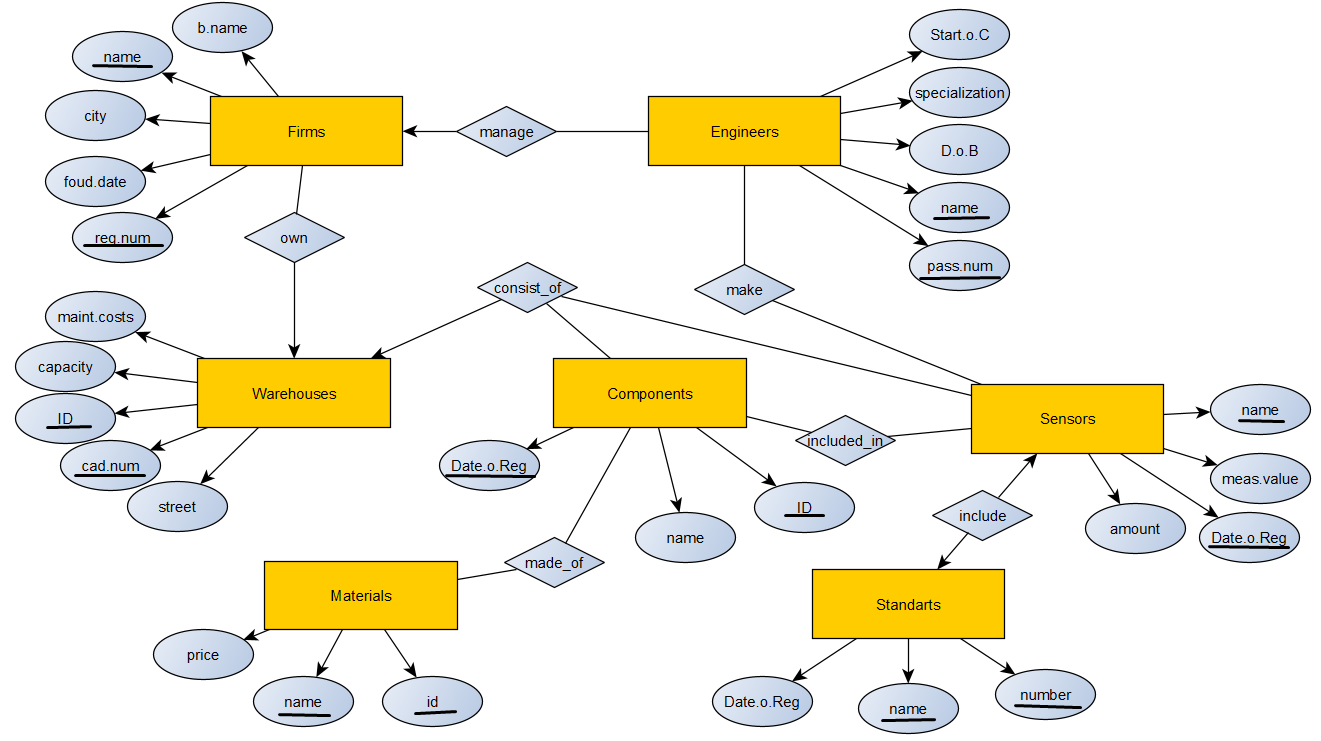 b.name
Start.o.C
name
specialization
city
Firms
manage
Engineers
D.o.B
foud.date
name
reg.num
own
pass.num
consist_of
make
maint.costs
capacity
Warehouses
Components
ID
Sensors
name
included_in
cad.num
Date.o.Reg
meas.value
street
ID
include
amount
name
Date.o.Reg
made_of
Materials
Standarts
price
name
id
Date.o.Reg
name
number